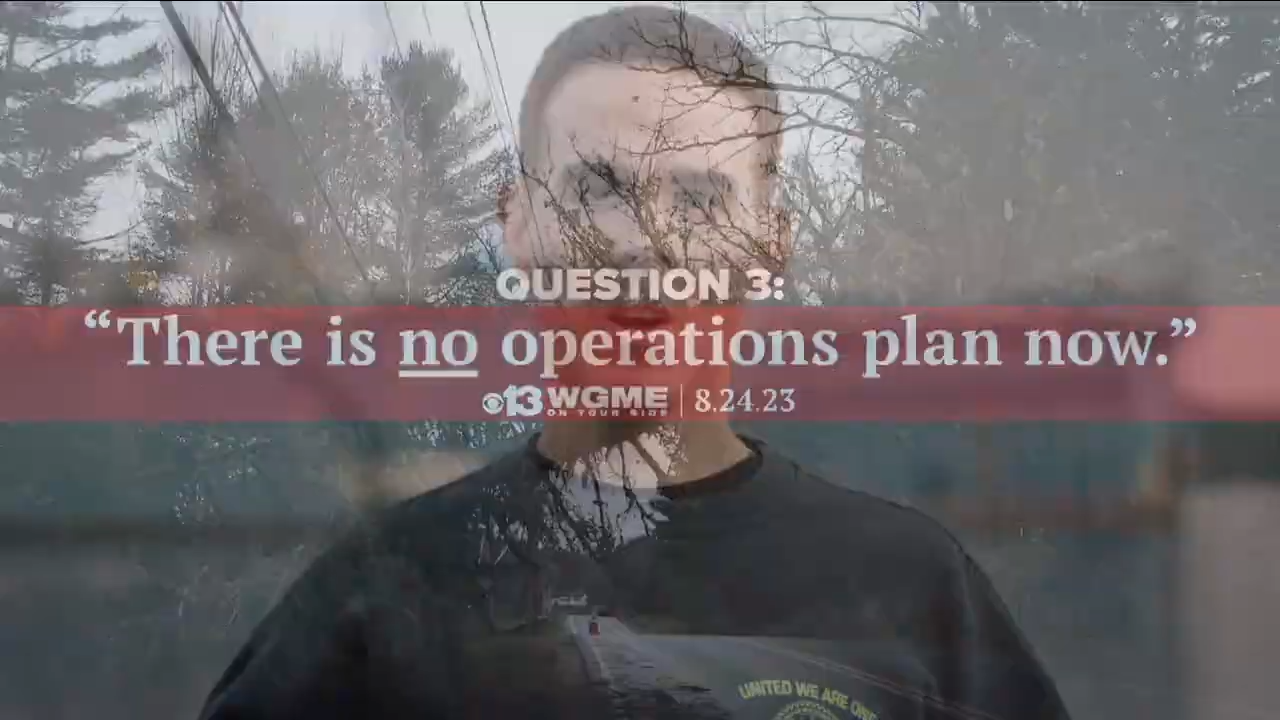 QUESTION 3:
“There is no operations plan now.”
13 WGME | 8.24.23
ON YOUR SIDE
UNITED WE ARE ONE